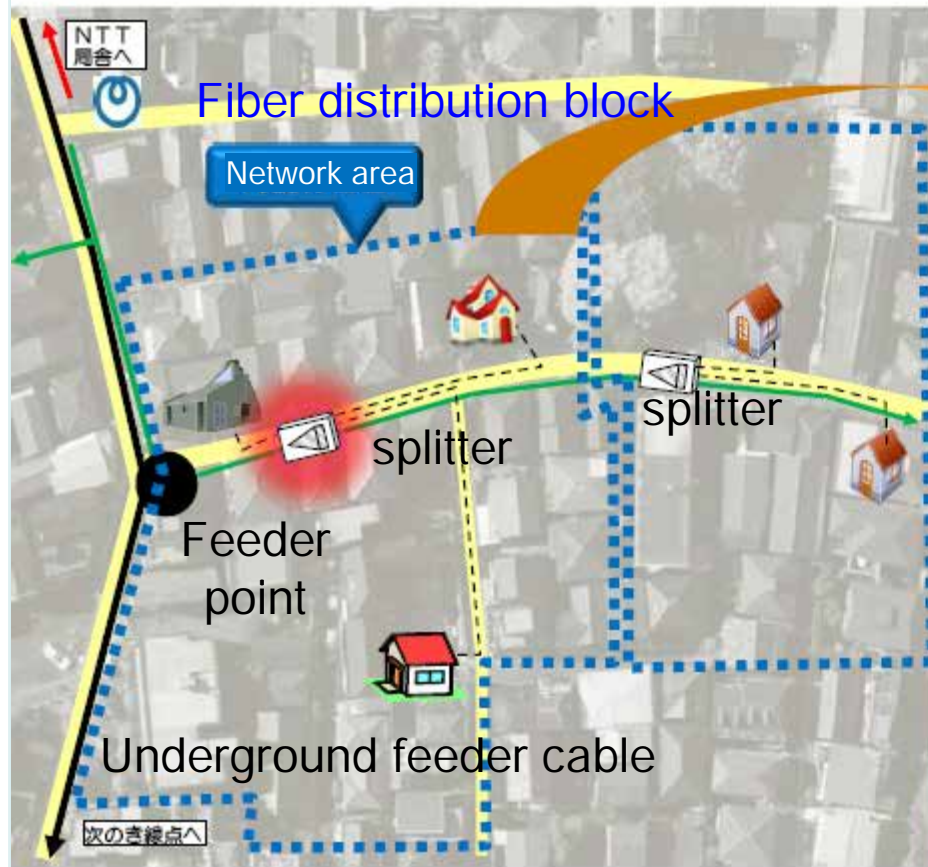 NTT
局舎へ
Fiber distribution block
Network area
splitter
splitter
Feeder
point
Underground feeder cable
次のき線点へ